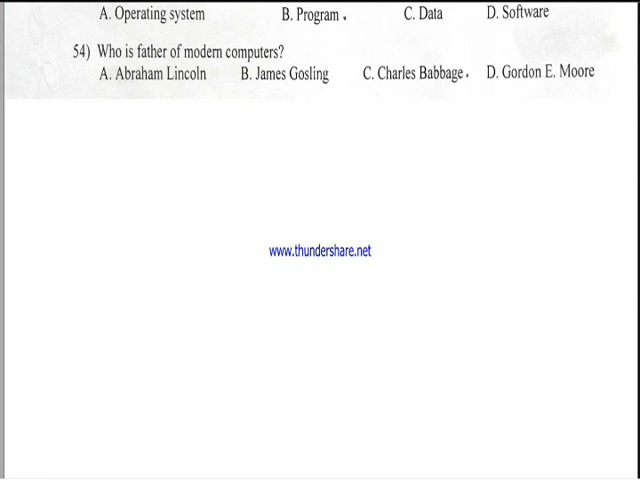 A. Operating system B. Program . C. Data D. Software
54) Who is father of modern computers?
A. Abraham Lincoln B. James Gosling C. Charles Babbage . D. Gordon E. Moore
www.thundershare.net